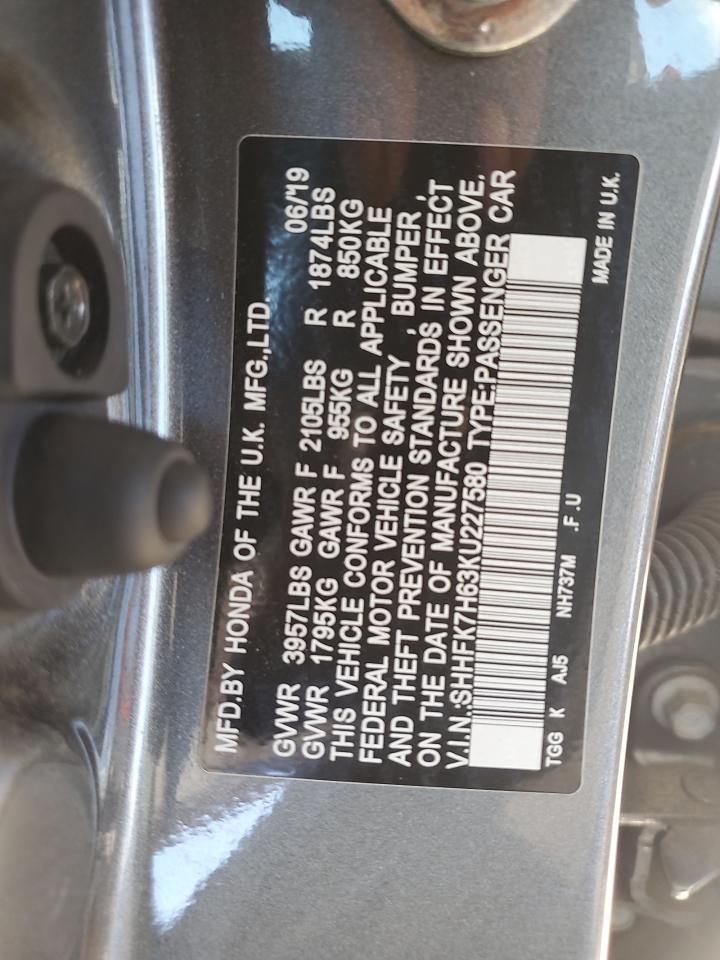 MFD.BY HONDA OF THE U.K. MFG.,LTD. 06/19
GVWR 3957LBS GAWR F 2105LBS R 1874LBS
GVWR 1795KG GAWR F 955KG R 850KG
THIS VEHICLE CONFORMS TO ALL APPLICABLE
FEDERAL MOTOR VEHICLE SAFETY , BUMPER ,
AND THEFT PREVENTION STANDARDS IN EFFECT
ON THE DATE OF MANUFACTURE SHOWN ABOVE.
V.I.N.:SHHFK7H63KU227580 TYPE:PASSENGER CAR
TGG K AJ5 NH737M .F.U MADE IN U.K.